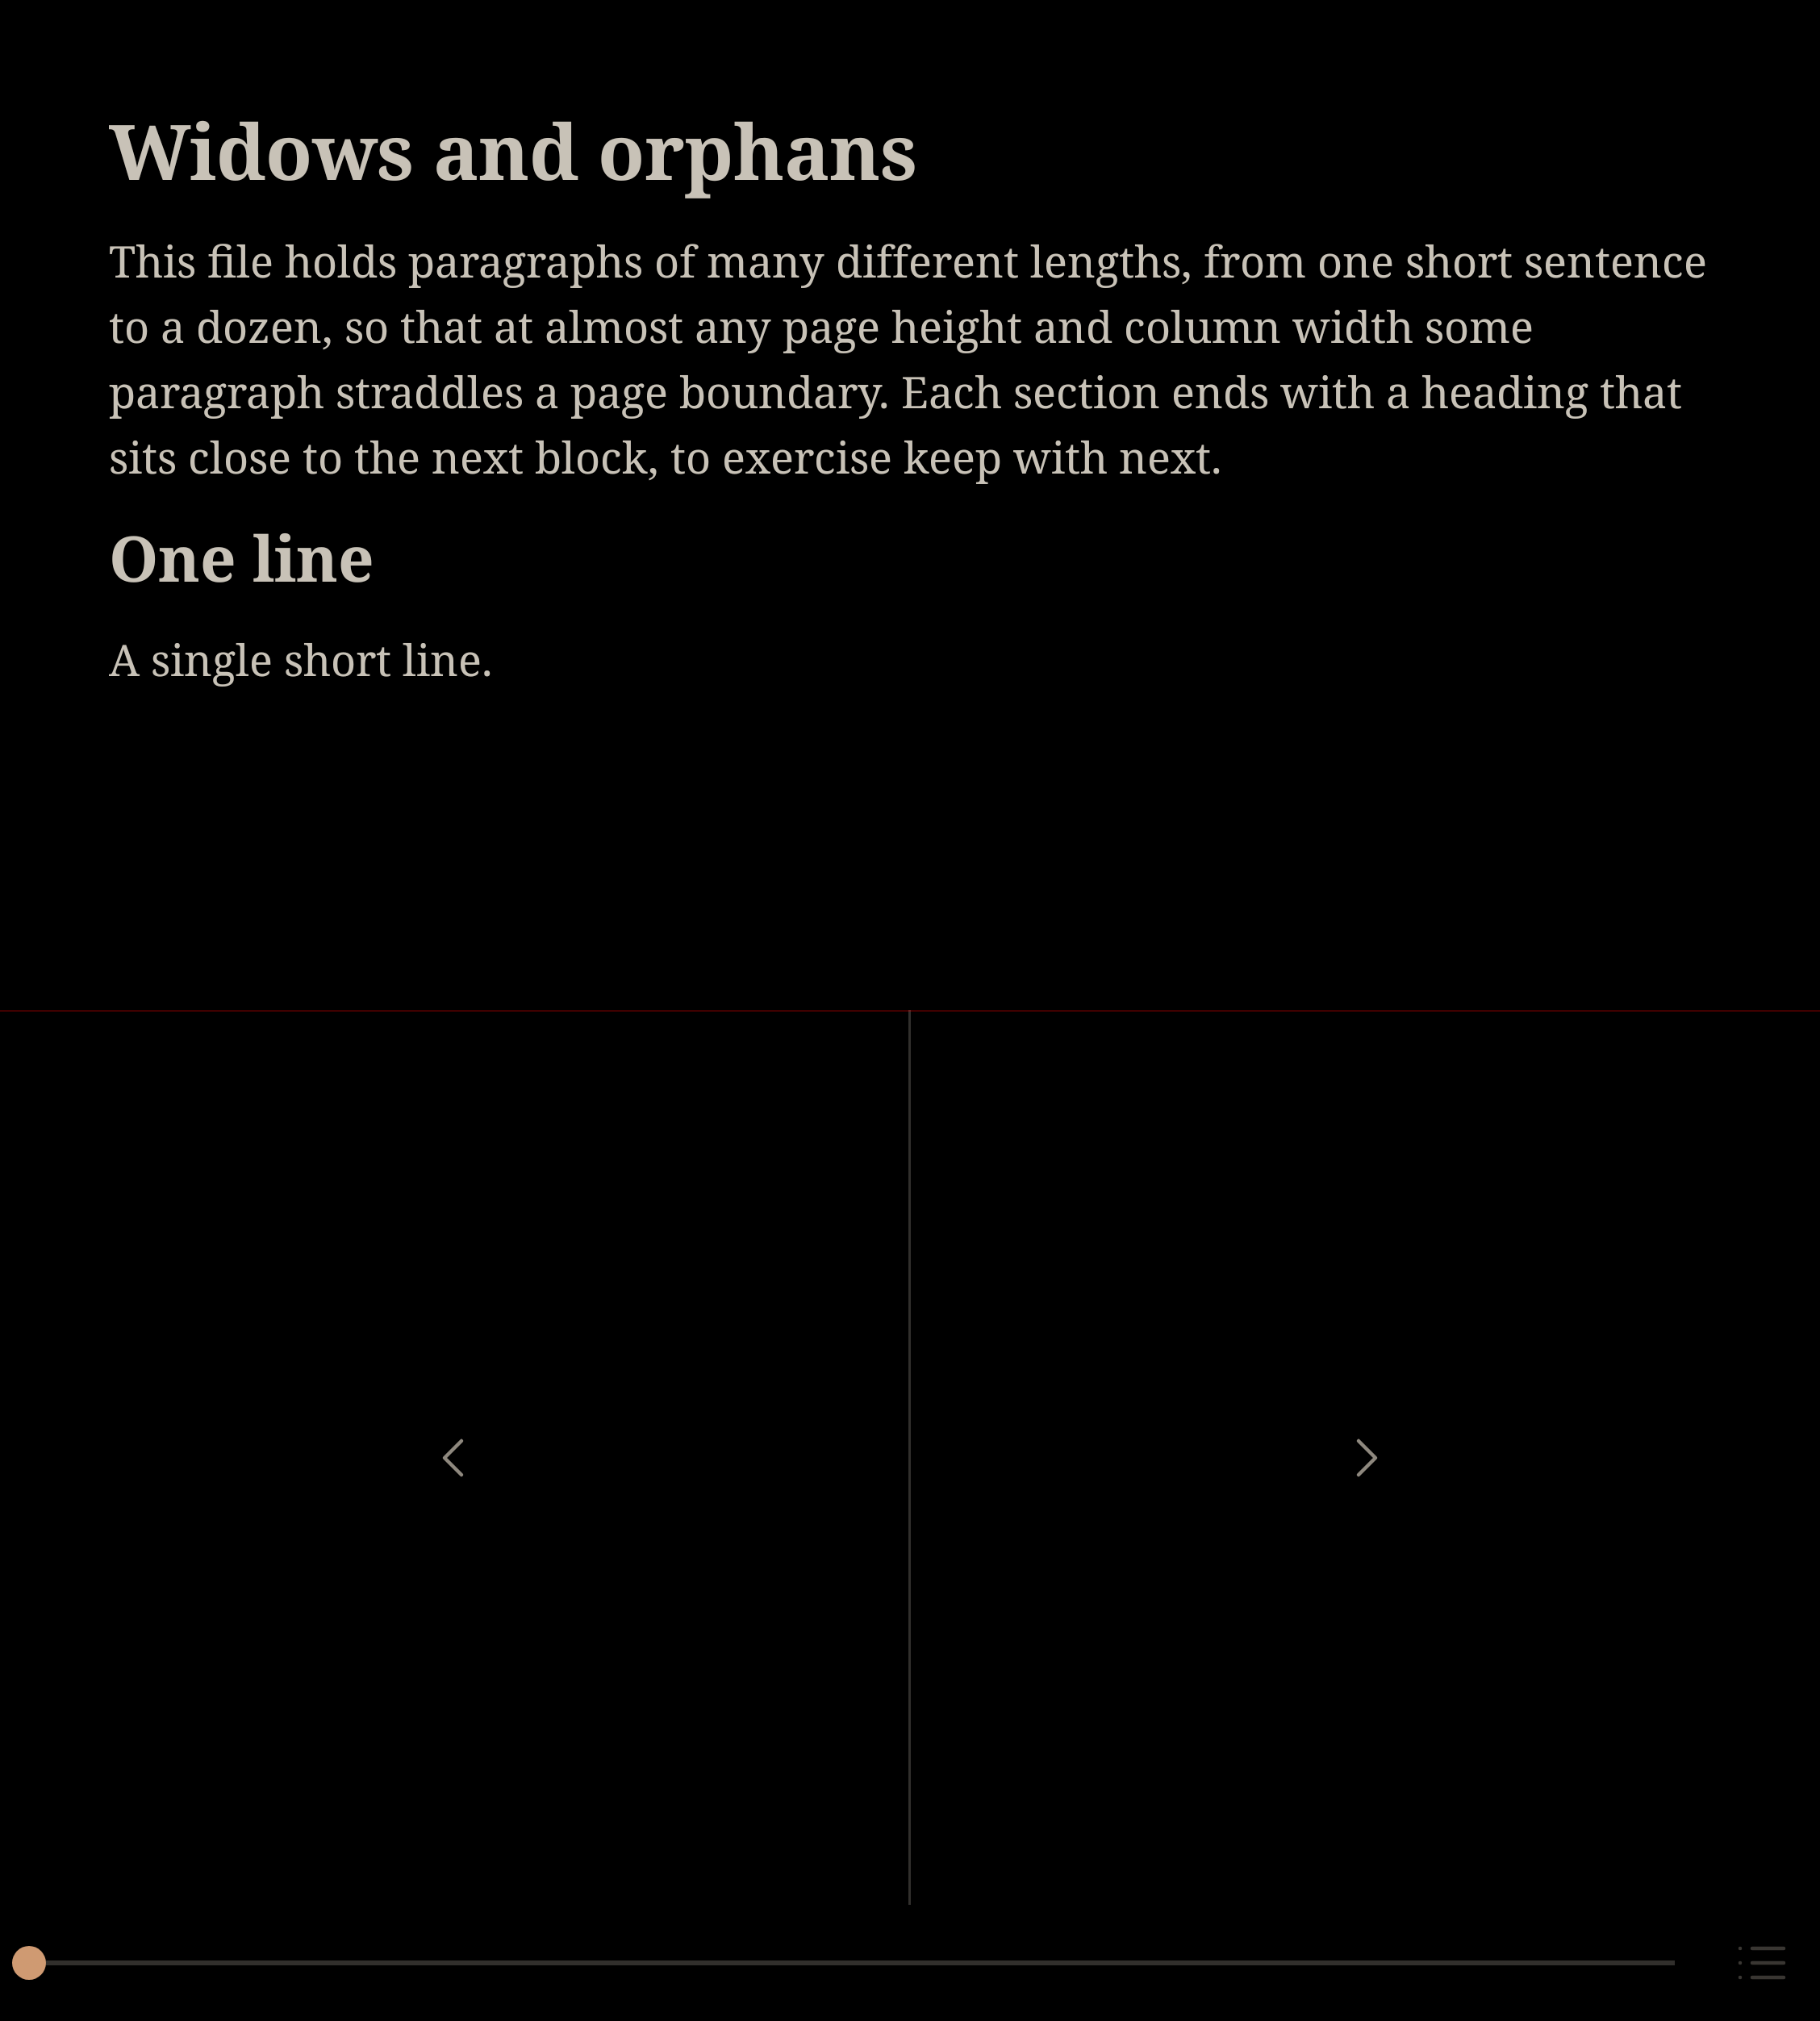 Widows and orphans
This file holds paragraphs of many different lengths, from one short sentence
to a dozen, so that at almost any page height and column width some
paragraph straddles a page boundary. Each section ends with a heading that
sits close to the next block, to exercise keep with next.
One line
A single short line.